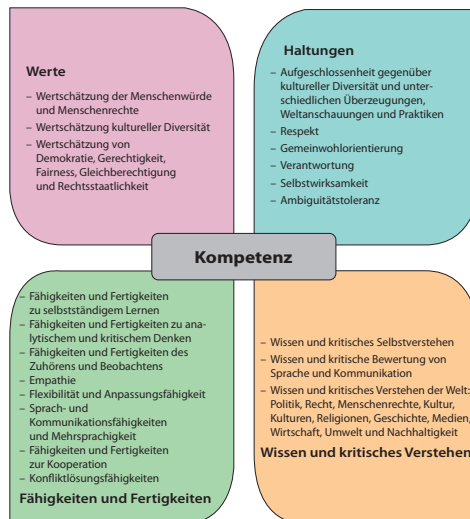 Werte
– Wertschätzung der Menschenwürde
und Menschenrechte
– Wertschätzung kultureller Diversität
– Wertschätzung von
Demokratie, Gerechtigkeit,
Fairness, Gleichberechtigung
und Rechtsstaatlichkeit
Haltungen
– Aufgeschlossenheit gegenüber
kultureller Diversität und unter-
schiedlichen Überzeugungen,
Weltanschauungen und Praktiken
– Respekt
– Gemeinwohlorientierung
– Verantwortung
– Selbstwirksamkeit
– Ambiguitätstoleranz
Kompetenz
– Fähigkeiten und Fertigkeiten
zu selbstständigem Lernen
– Fähigkeiten und Fertigkeiten zu ana-
lytischem und kritischem Denken
– Fähigkeiten und Fertigkeiten des
Zuhörens und Beobachtens
– Empathie
– Flexibilität und Anpassungsfähigkeit
– Sprach- und
Kommunikationsfähigkeiten
und Mehrsprachigkeit
– Fähigkeiten und Fertigkeiten
zur Kooperation
– Konfliktlösungsfähigkeiten
Fähigkeiten und Fertigkeiten
– Wissen und kritisches Selbstverstehen
– Wissen und kritische Bewertung von
Sprache und Kommunikation
– Wissen und kritisches Verstehen der Welt:
Politik, Recht, Menschenrechte, Kultur,
Kulturen, Religionen, Geschichte, Medien,
Wirtschaft, Umwelt und Nachhaltigkeit
Wissen und kritisches Verstehen